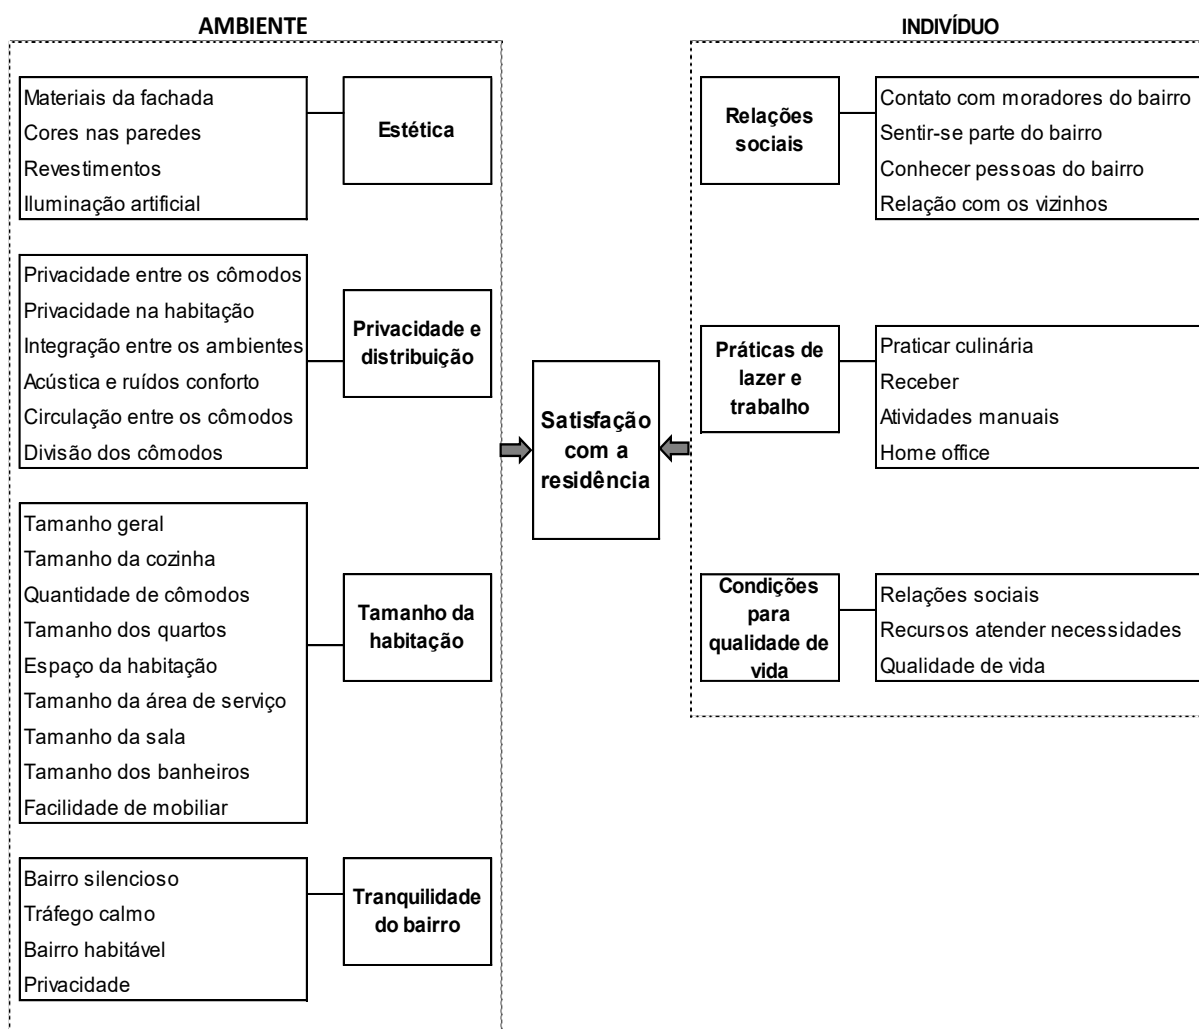 AMBIENTE
Materiais da fachada
Cores nas paredes
Revestimentos
Iluminação artificial
Estética
Privacidade entre os cômodos
Privacidade na habitação
Integração entre os ambientes
Acústica e ruídos conforto
Circulação entre os cômodos
Divisão dos cômodos
Privacidade e
distribuição
Tamanho geral
Tamanho da cozinha
Quantidade de cômodos
Tamanho dos quartos
Espaço da habitação
Tamanho da área de serviço
Tamanho da sala
Tamanho dos banheiros
Facilidade de mobiliar
Tamanho da
habitação
Bairro silencioso
Tráfego calmo
Bairro habitável
Privacidade
Tranquilidade
do bairro
Satisfação
com a
residência
INDIVÍDUO
Relações
sociais
Contato com moradores do bairro
Sentir-se parte do bairro
Conhecer pessoas do bairro
Relação com os vizinhos
Práticas de
lazer e
trabalho
Praticar culinária
Receber
Atividades manuais
Home office
Condições
para
qualidade de
vida
Relações sociais
Recursos atender necessidades
Qualidade de vida